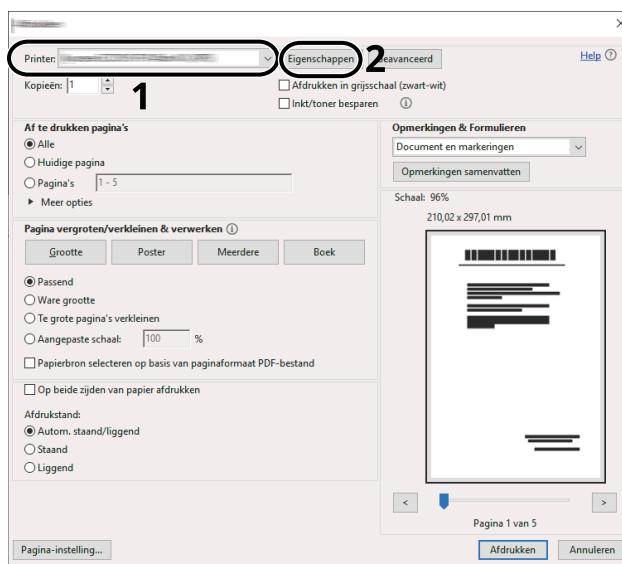 Printer:
Eigenschappen
2
Geavanceerd
Help
Kopieën: 1
1
Afdrukken in grijsschaal (zwart-wit)
Inkt/toner besparen
Af te drukken pagina's
Alle
Huidige pagina
Pagina's 1 - 5
Meer opties
Opmerkingen & Formulieren
Document en markeringen
Opmerkingen samenvatten
Pagina vergroten/verkleinen & verwerken
Grootte Poster Meerdere Boek
Passend
Ware grootte
Te grote pagina's verkleinen
Aangepaste schaal: 100 %
Papierbron selecteren op basis van paginaformaat PDF-bestand
Op beide zijden van papier afdrukken
Afdrukstand:
Autom. staand/liggend
Staand
Liggend
Schaal: 96%
210,02 x 297,01 mm
< >
Pagina 1 van 5
Pagina-instelling...
Afdrukken
Annuleren